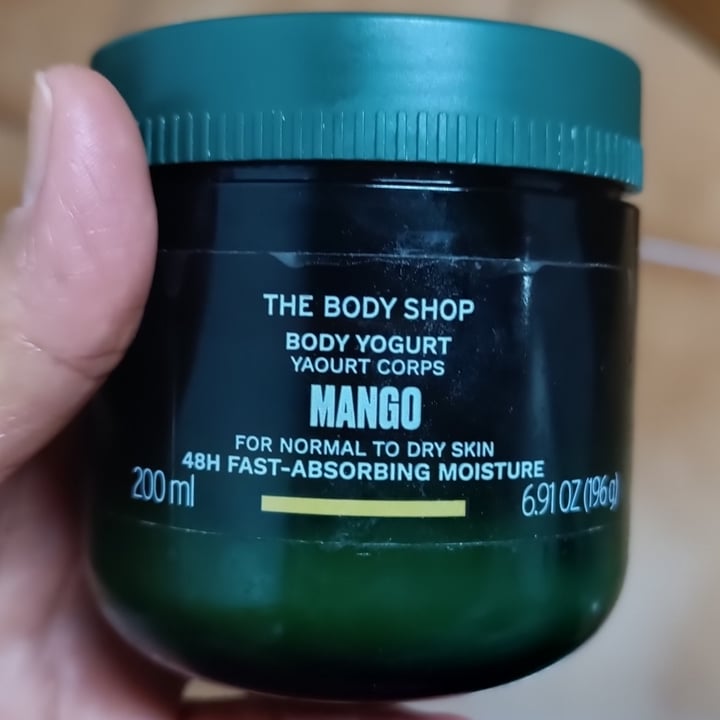 THE BODY SHOP
BODY YOGURT
YAOURT CORPS
MANGO
FOR NORMAL TO DRY SKIN
48H FAST-ABSORBING MOISTURE
200 ml
6.91 OZ (196 g)